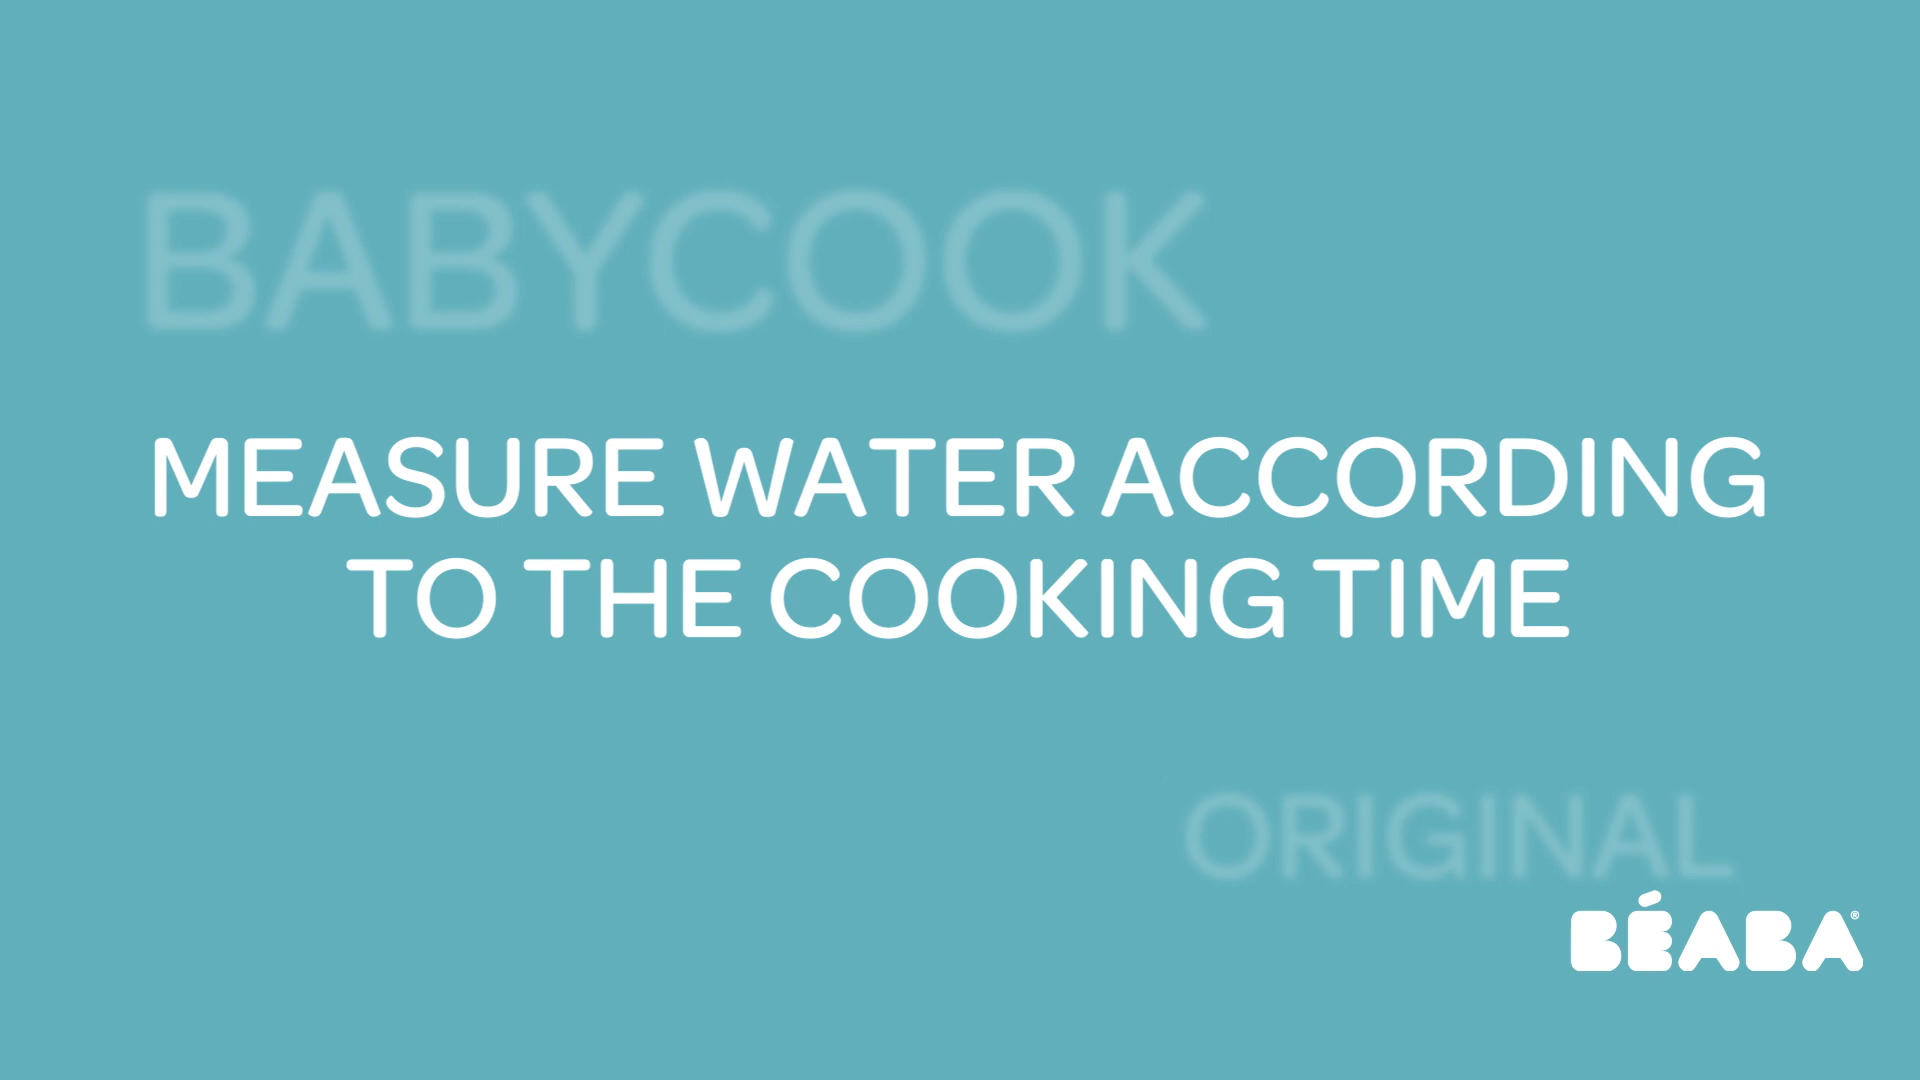 BABYCOOK
MEASURE WATER ACCORDING
TO THE COOKING TIME
ORIGINAL
BÉABA®